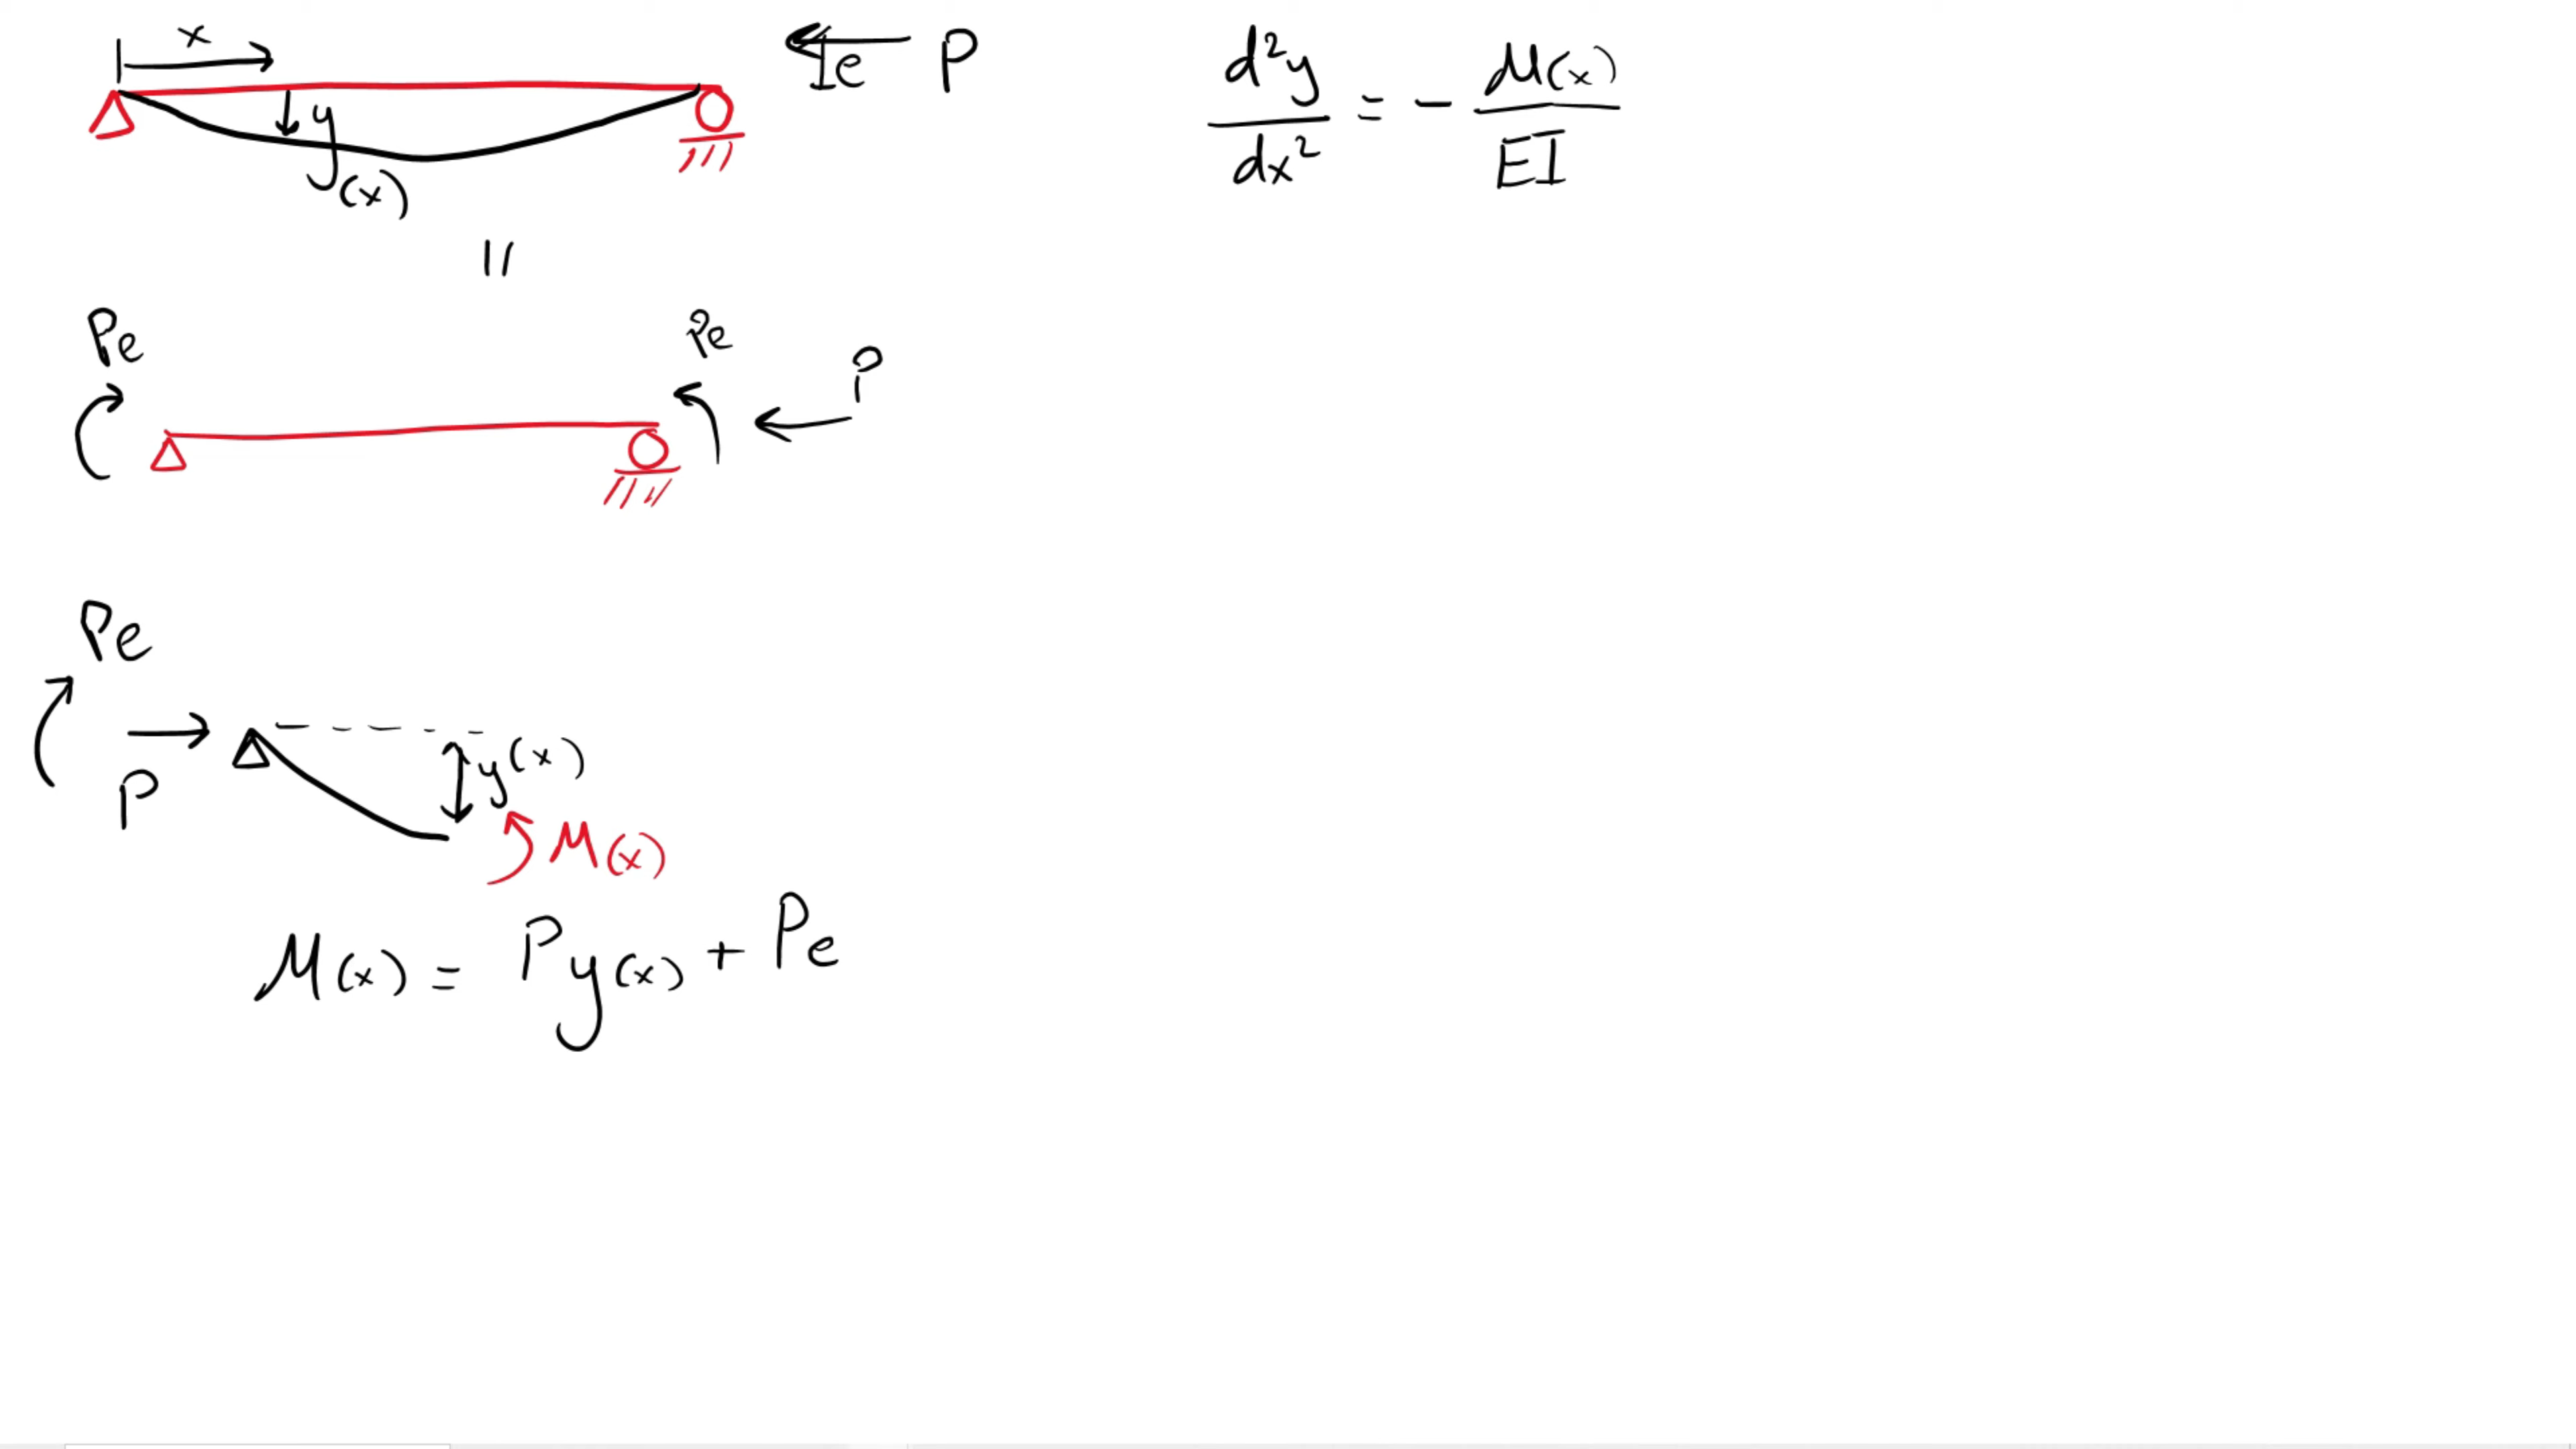 x
e P
y(x)
d²y/dx² = - M(x)/EI
Pe
Pe
P
Pe
P
y(x)
M(x)
M(x) = Py(x) + Pe